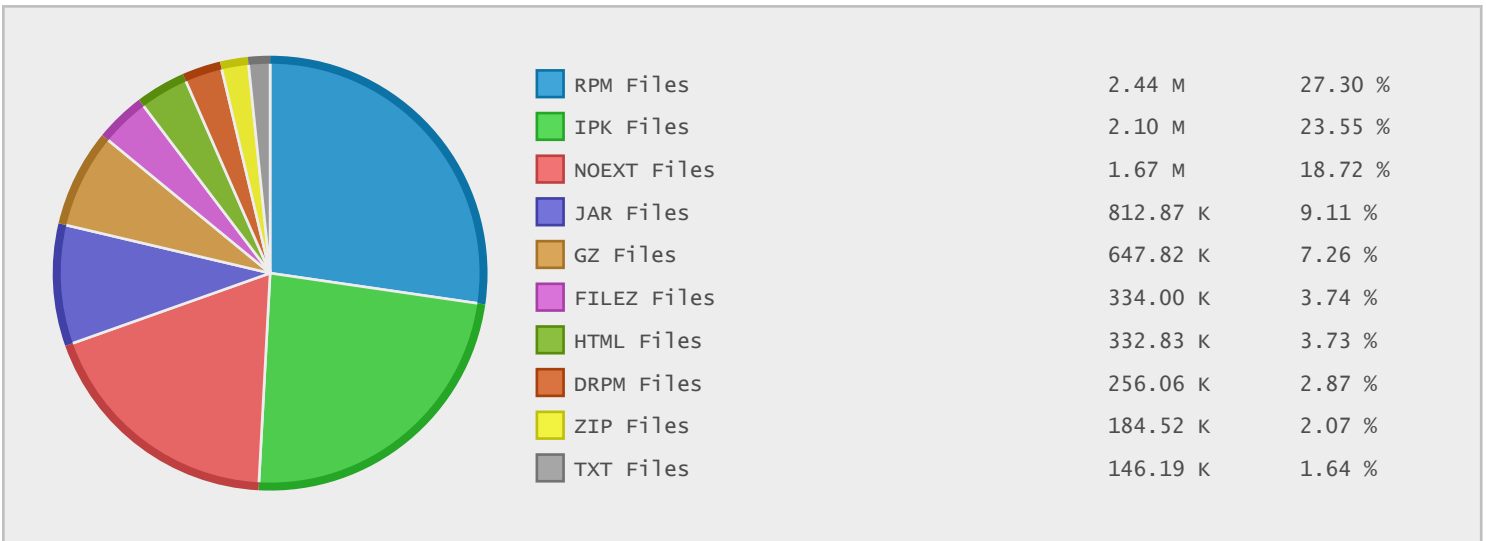 RPM Files 2.44 M 27.30 %
IPK Files 2.10 M 23.55 %
NOEXT Files 1.67 M 18.72 %
JAR Files 812.87 K 9.11 %
GZ Files 647.82 K 7.26 %
FILEZ Files 334.00 K 3.74 %
HTML Files 332.83 K 3.73 %
DRPM Files 256.06 K 2.87 %
ZIP Files 184.52 K 2.07 %
TXT Files 146.19 K 1.64 %